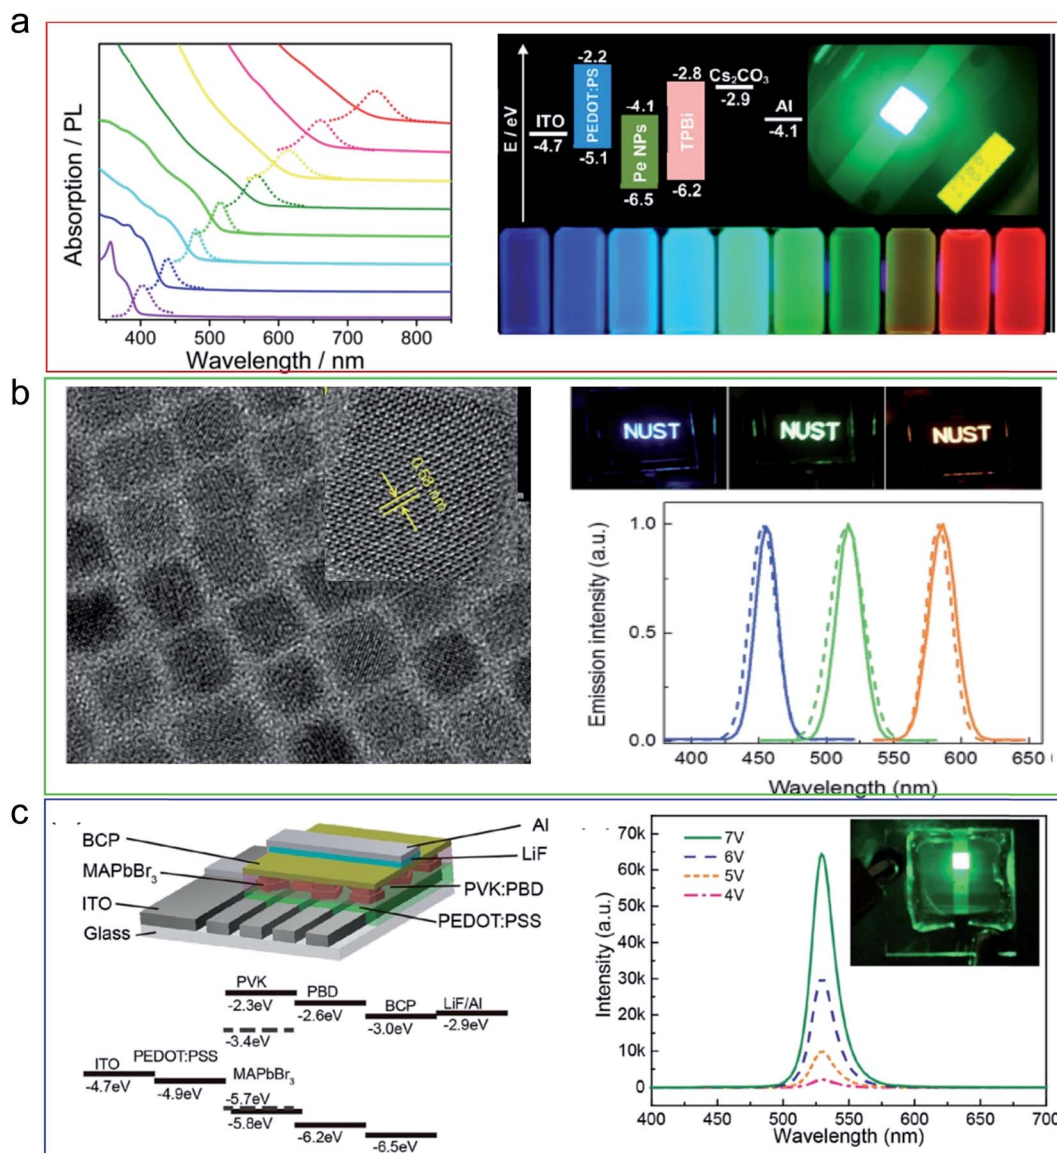 a
Absorption / PL
400 500 600 700 800
Wavelength / nm
E / eV
ITO
-4.7
-2.2
PEDOT:PS
-5.1
-4.1
Pe NPs
-6.5
-2.8
TPBi
-6.2
Cs₂CO₃
-2.9
Al
-4.1
b
0.58 nm
NUST
NUST
NUST
Emission intensity (a.u.)
1.0
0.5
0.0
400 450 500 550 600 650
Wavelength (nm)
c
BCP
MAPbBr₃
ITO
Glass
Al
LiF
PVK:PBD
PEDOT:PSS
PVK
-2.3eV
PBD
-2.6eV
BCP
-3.0eV
LiF/Al
-2.9eV
-3.4eV
ITO
-4.7eV
PEDOT:PSS
-4.9eV
MAPbBr₃
-5.7eV
-5.8eV
-6.2eV
-6.5eV
Intensity (a.u.)
70k
60k
50k
40k
30k
20k
10k
0
7V
6V
5V
4V
400 450 500 550 600 650 700
Wavelength (nm)